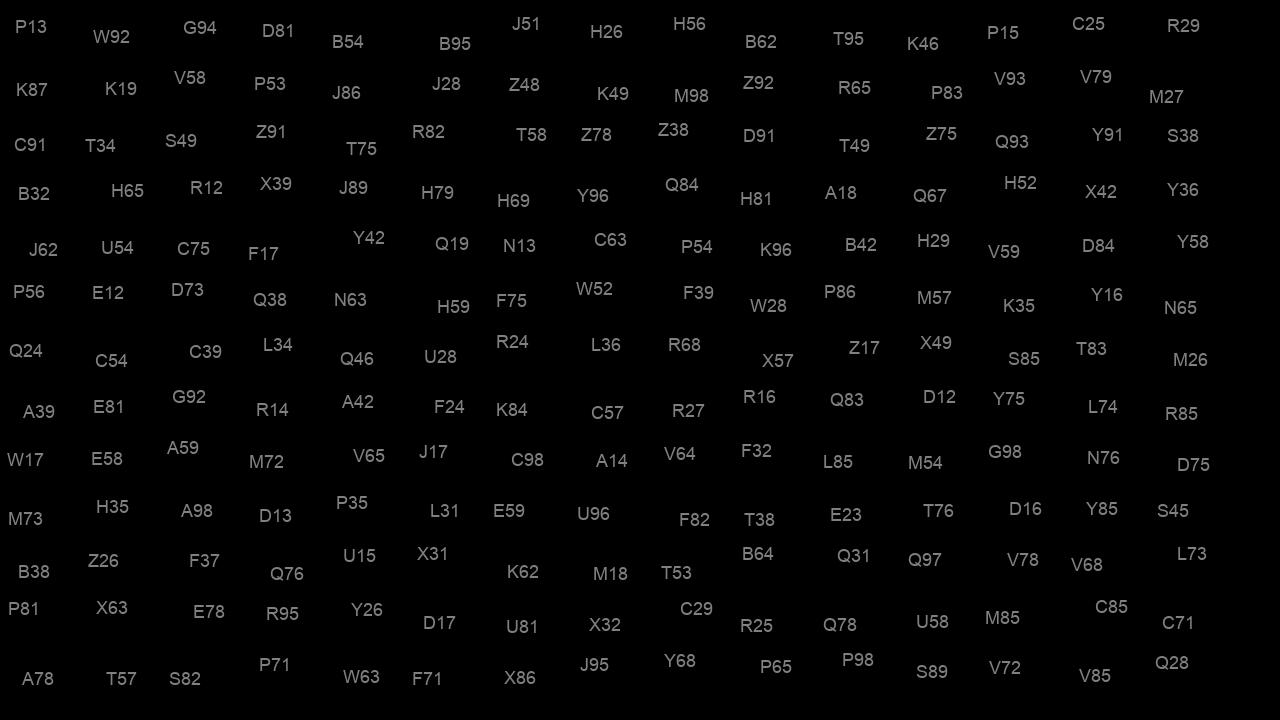 P13 W92 G94 D81 B54 B95 J51 H26 H56 B62 T95 K46 P15 C25 R29
K87 K19 V58 P53 J86 J28 Z48 K49 M98 Z92 R65 P83 V93 V79 M27
C91 T34 S49 Z91 T75 R82 T58 Z78 Z38 D91 T49 Z75 Q93 Y91 S38
B32 H65 R12 X39 J89 H79 H69 Y96 Q84 H81 A18 Q67 H52 X42 Y36
J62 U54 C75 F17 Y42 Q19 N13 C63 P54 K96 B42 H29 V59 D84 Y58
P56 E12 D73 Q38 N63 H59 F75 W52 F39 W28 P86 M57 K35 Y16 N65
Q24 C54 C39 L34 Q46 U28 R24 L36 R68 X57 Z17 X49 S85 T83 M26
A39 E81 G92 R14 A42 F24 K84 C57 R27 R16 Q83 D12 Y75 L74 R85
W17 E58 A59 M72 V65 J17 C98 A14 V64 F32 L85 M54 G98 N76 D75
M73 H35 A98 D13 P35 L31 E59 U96 F82 T38 E23 T76 D16 Y85 S45
B38 Z26 F37 Q76 U15 X31 K62 M18 T53 B64 Q31 Q97 V78 V68 L73
P81 X63 E78 R95 Y26 D17 U81 X32 C29 R25 Q78 U58 M85 C85 C71
A78 T57 S82 P71 W63 F71 X86 J95 Y68 P65 P98 S89 V72 V85 Q28